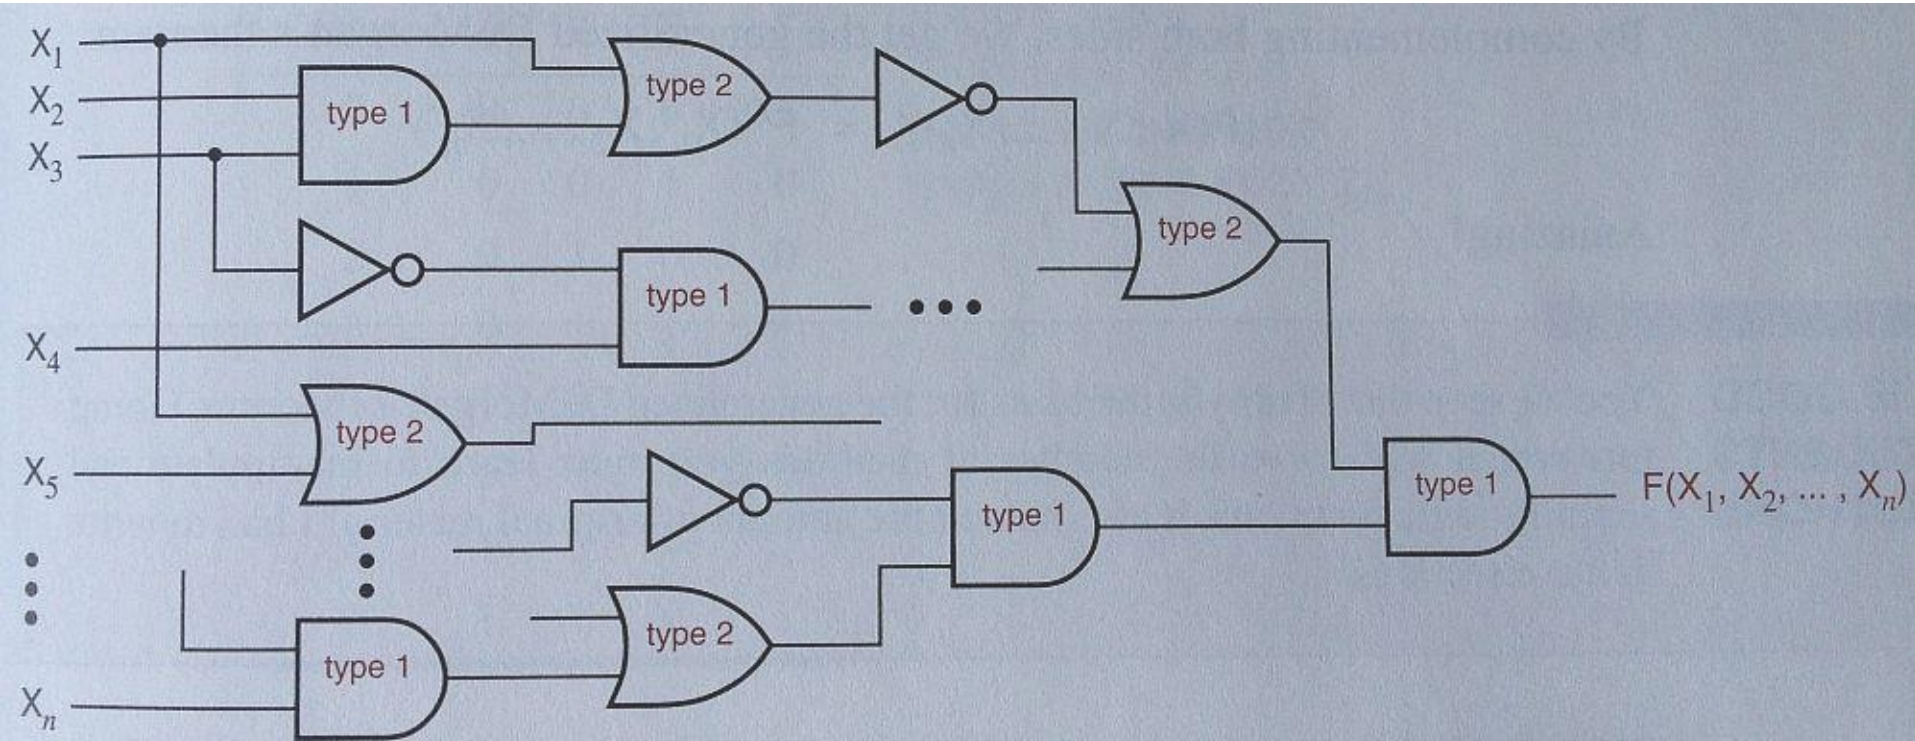 X₁
X₂
X₃
type 1
type 2
type 2
type 1
X₄
type 2
X₅
type 1
type 1
F(X₁, X₂, ... , Xₙ)
type 2
type 1
Xₙ